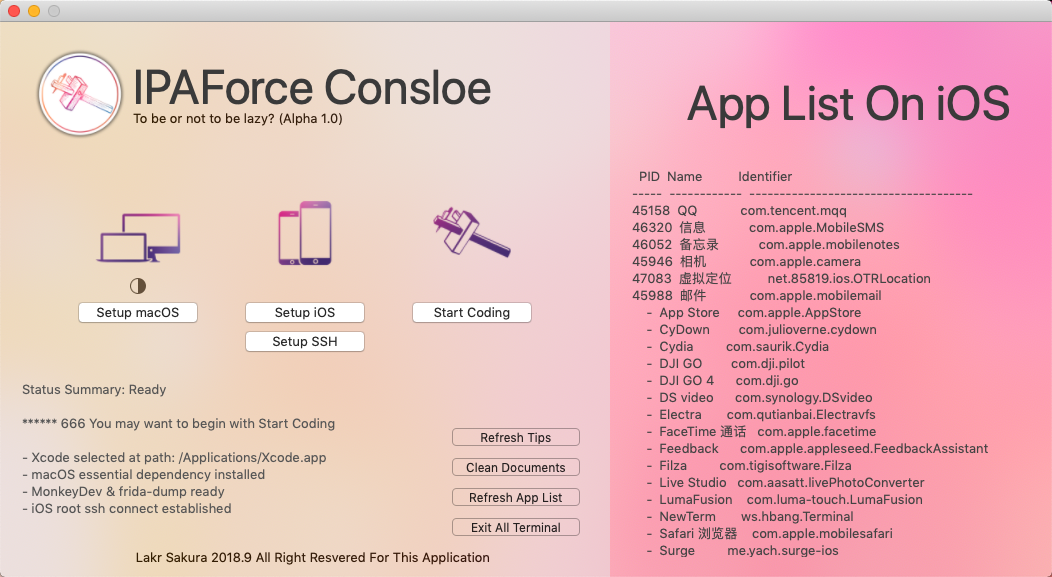 IPAForce Consloe
To be or not to be lazy? (Alpha 1.0)
Setup macOS
Setup iOS
Start Coding
Setup SSH
Status Summary: Ready
****** 666 You may want to begin with Start Coding
- Xcode selected at path: /Applications/Xcode.app
- macOS essential dependency installed
- MonkeyDev & frida-dump ready
- iOS root ssh connect established
Refresh Tips
Clean Documents
Refresh App List
Exit All Terminal
Lakr Sakura 2018.9 All Right Resvered For This Application
App List On iOS
PID Name Identifier
----- ------------ -------------------------------------
45158 QQ com.tencent.mqq
46320 信息 com.apple.MobileSMS
46052 备忘录 com.apple.mobilenotes
45946 相机 com.apple.camera
47083 虚拟定位 net.85819.ios.OTRLocation
45988 邮件 com.apple.mobilemail
- App Store com.apple.AppStore
- CyDown com.julioverne.cydown
- Cydia com.saurik.Cydia
- DJI GO com.dji.pilot
- DJI GO 4 com.dji.go
- DS video com.synology.DSvideo
- Electra com.qutianbai.Electravfs
- FaceTime 通话 com.apple.facetime
- Feedback com.apple.appleseed.FeedbackAssistant
- Filza com.tigisoftware.Filza
- Live Studio com.aasatt.livePhotoConverter
- LumaFusion com.luma-touch.LumaFusion
- NewTerm ws.hbang.Terminal
- Safari 浏览器 com.apple.mobilesafari
- Surge me.yach.surge-ios